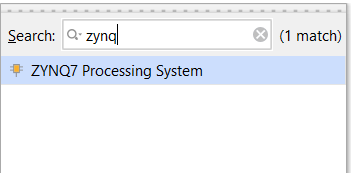 Search: zynq (1 match)
ZYNQ7 Processing System